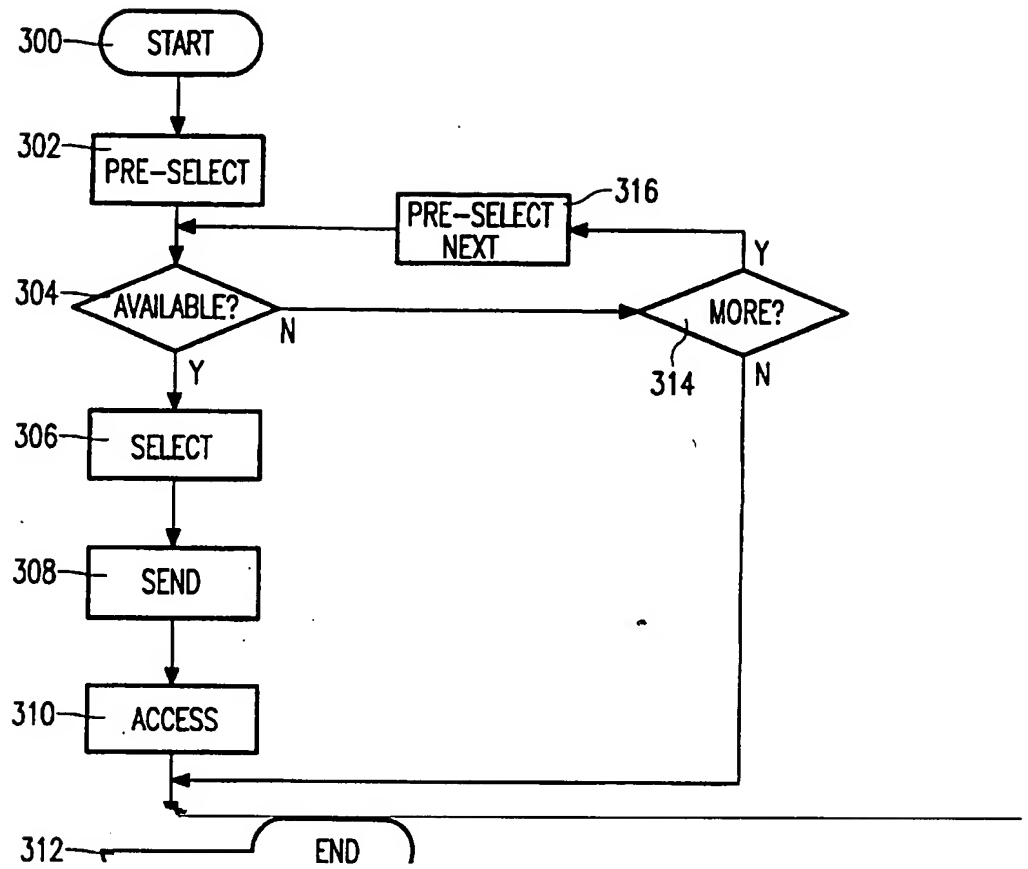 300 START
302 PRE-SELECT
316
PRE-SELECT
NEXT
Y
304 AVAILABLE?
MORE?
N
314
N
Y
306 SELECT
308 SEND
310 ACCESS
312 END